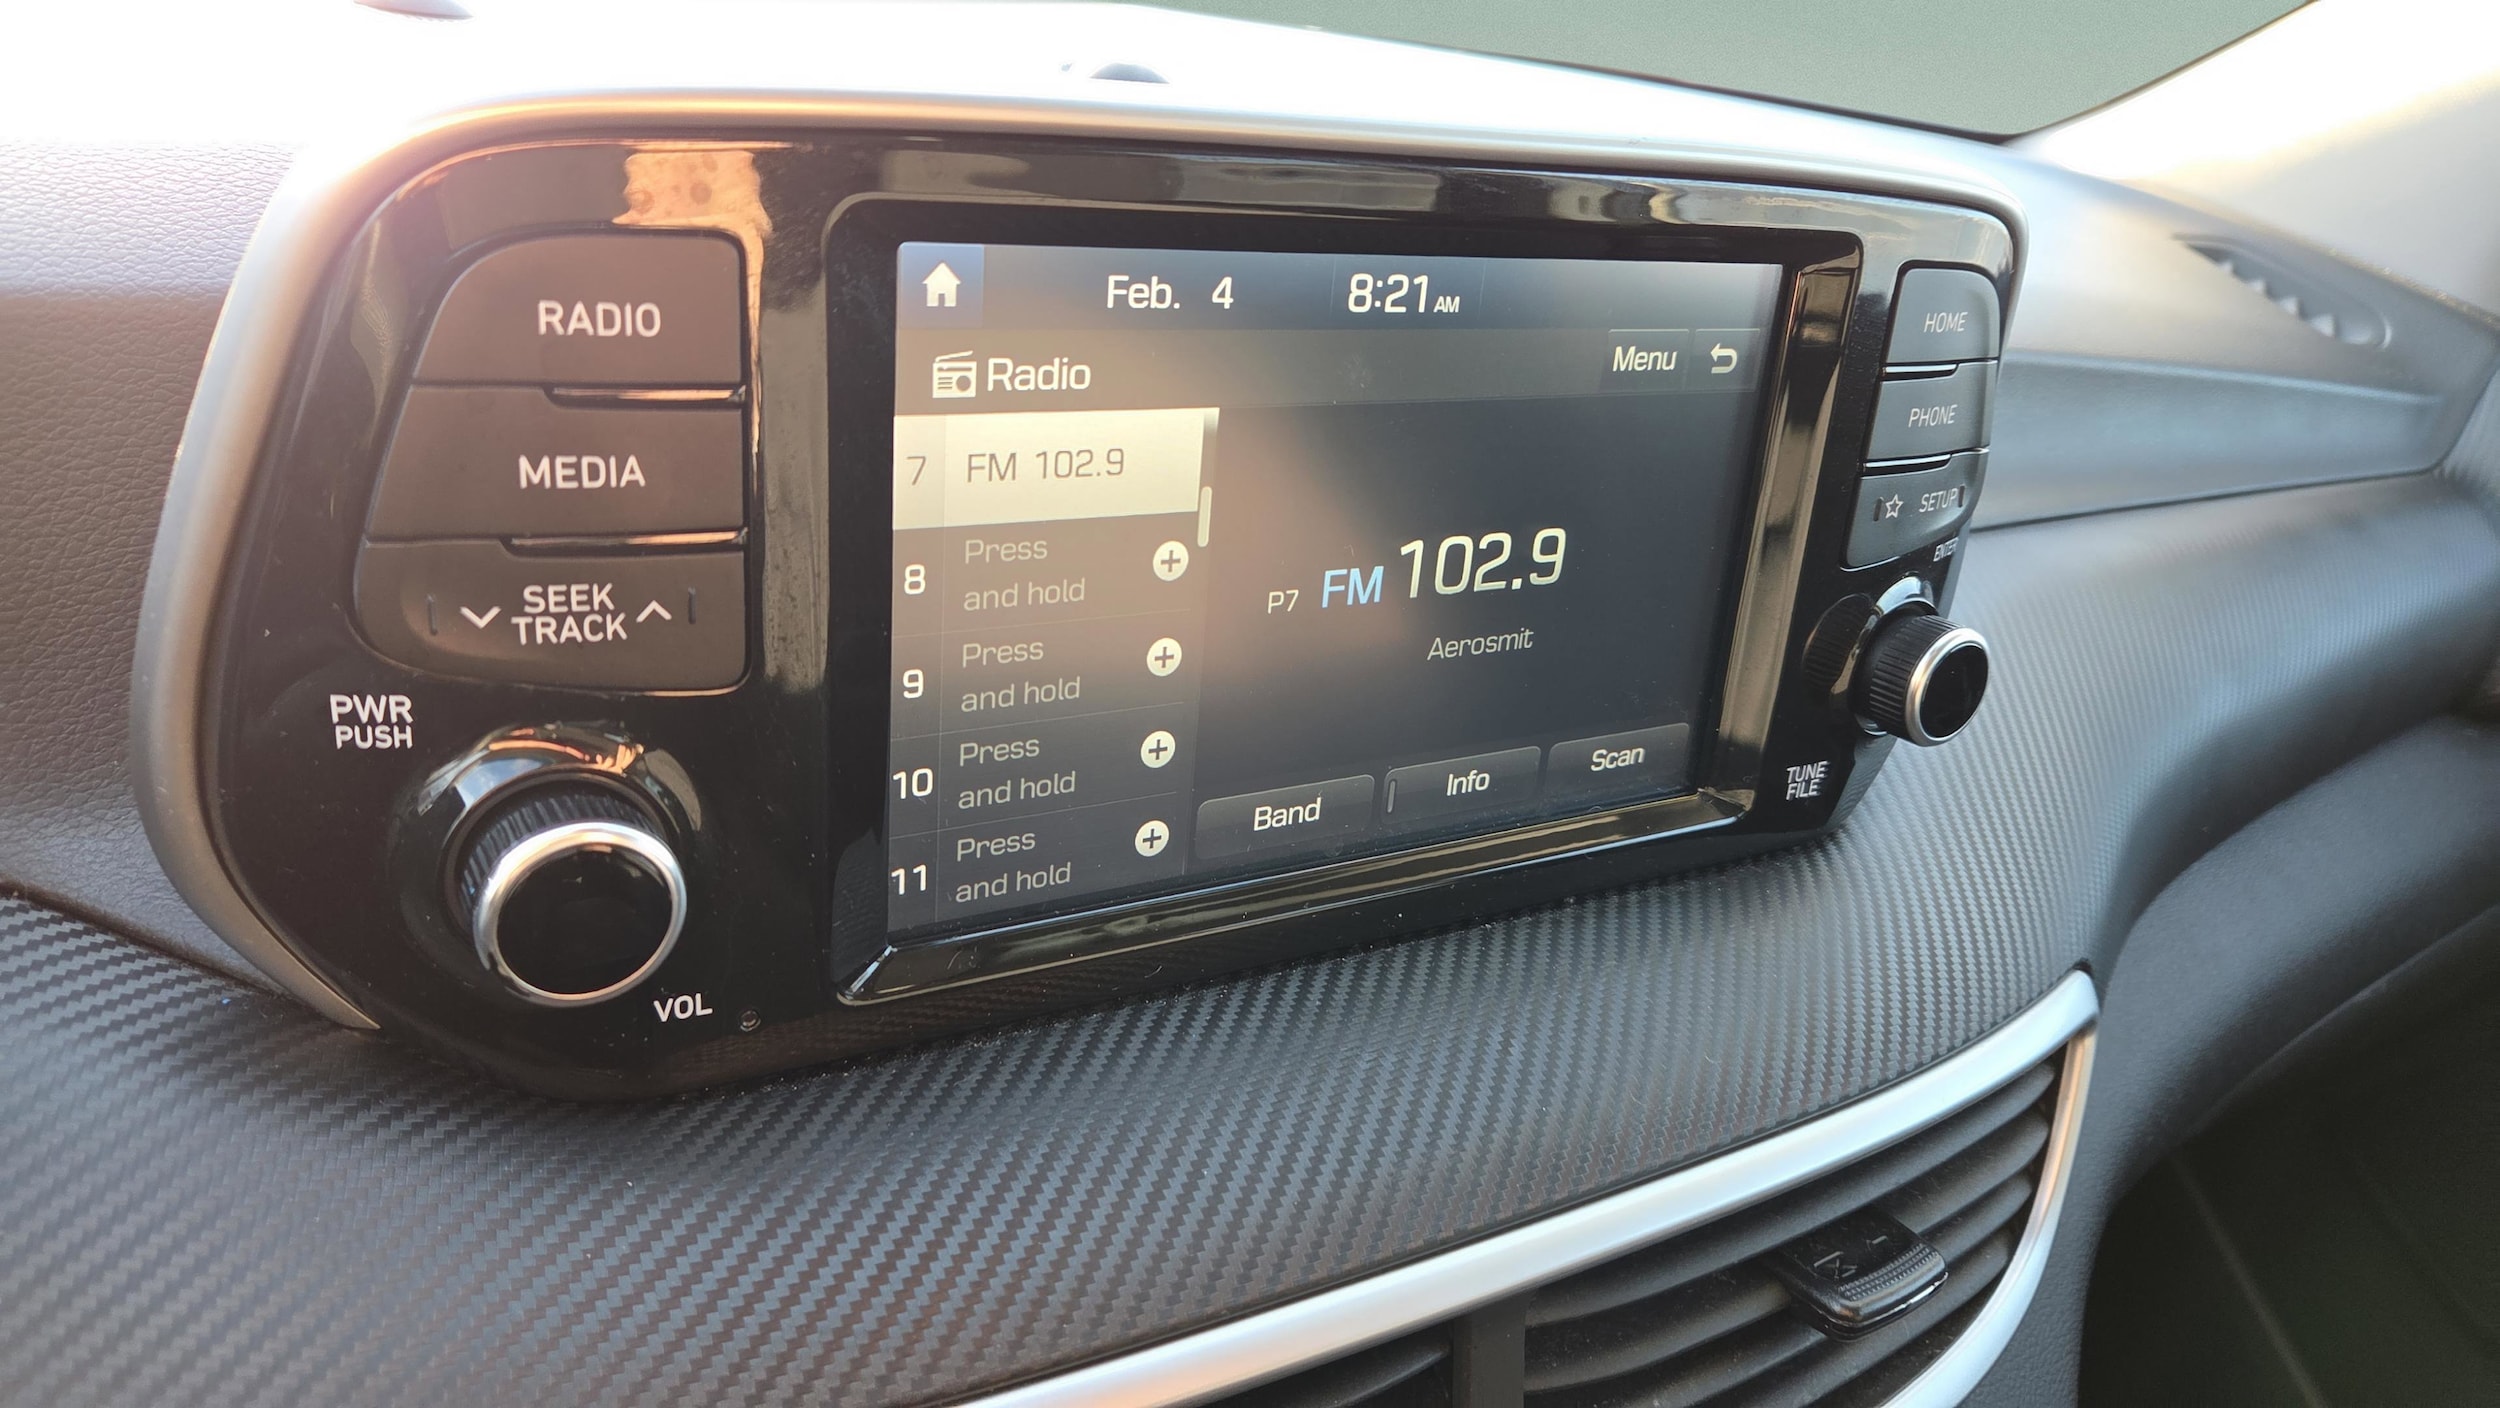 RADIO
MEDIA
SEEK
TRACK
PWR
PUSH
VOL
Feb. 4 8:21 AM
Radio
Menu
7 FM 102.9
8 Press
and hold
9 Press
and hold
10 Press
and hold
11 Press
and hold
P7 FM 102.9
Aerosmit
Band Info Scan
HOME
PHONE
SETUP
ENTER
TUNE
FILE